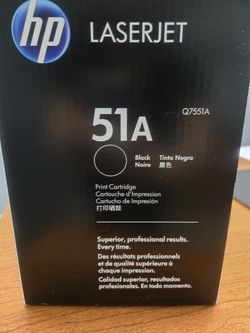 hp LASERJET
Q7551A
51A
Black Tinta Negra
Noire 黑色
Print Cartridge
Cartouche d'Impression
Cartucho de Impresión
打印硒鼓
Superior, professional results.
Every time.
Des résultats professionnels
et de qualité supérieure à
chaque impression.
Calidad superior, resultados
profesionales. En todo momento.